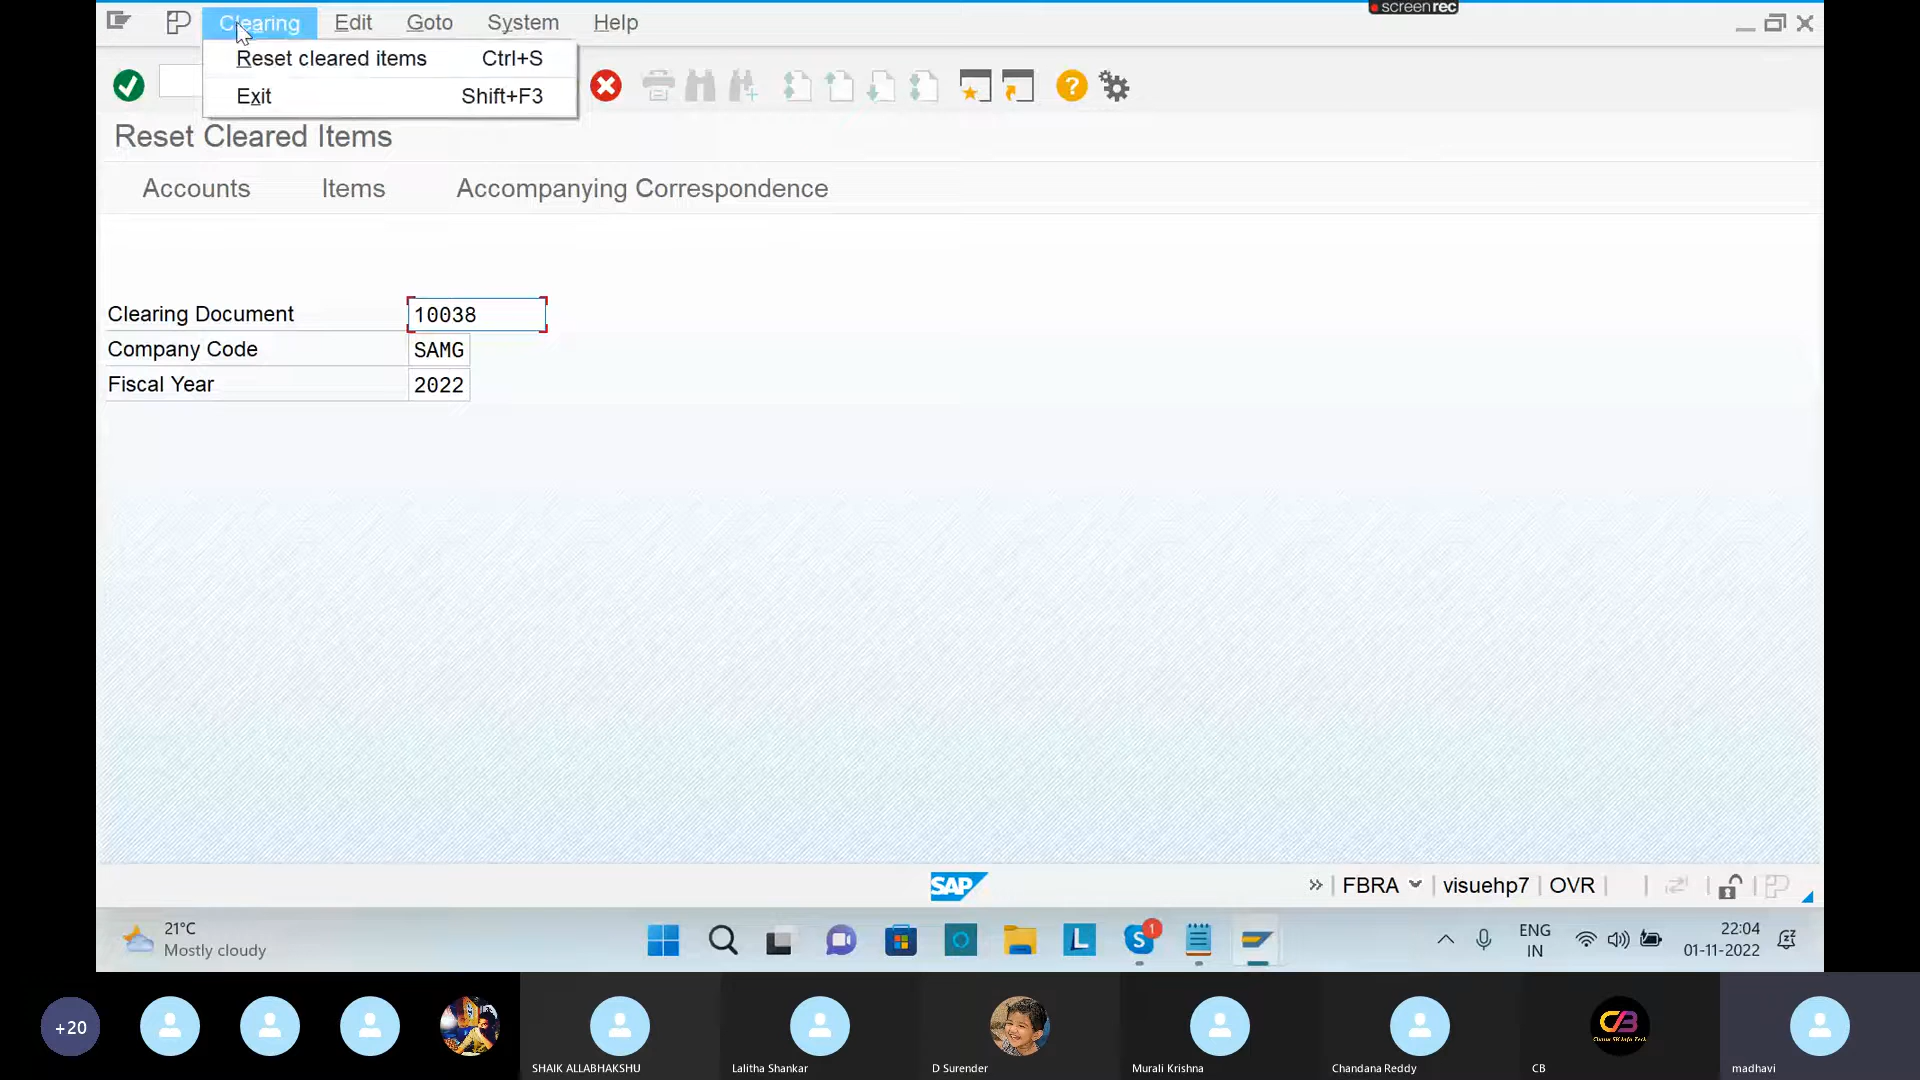 screenrec
Clearing Edit Goto System Help
Reset cleared items Ctrl+S
Exit Shift+F3
Reset Cleared Items
Accounts Items Accompanying Correspondence
Clearing Document 10038
Company Code SAMG
Fiscal Year 2022
SAP
FBRA visuehp7 OVR
21°C
Mostly cloudy
ENG
IN
22:04
01-11-2022
+20
SHAIK ALLABHAKSHU
Lalitha Shankar
D Surender
Murali Krishna
Chandana Reddy
CB
madhavi